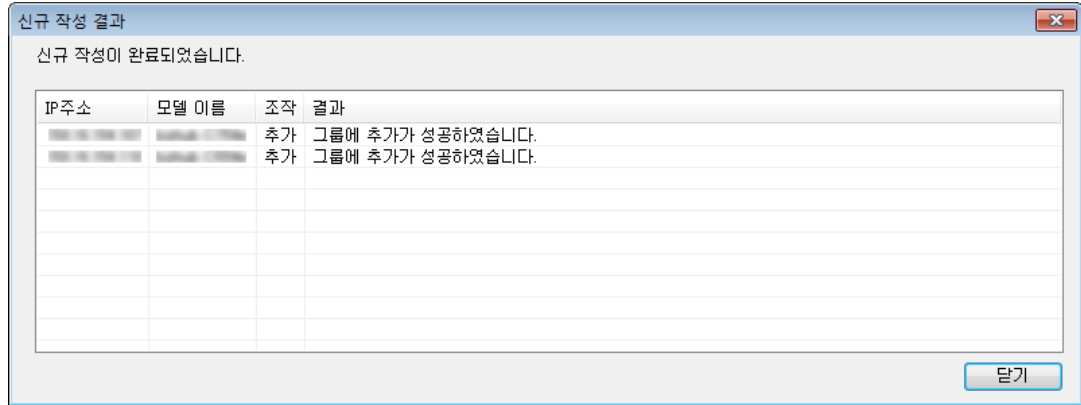 신규 작성 결과
신규 작성이 완료되었습니다.
IP주소 모델 이름 조작 결과
추가 그룹에 추가가 성공하였습니다.
추가 그룹에 추가가 성공하였습니다.
닫기